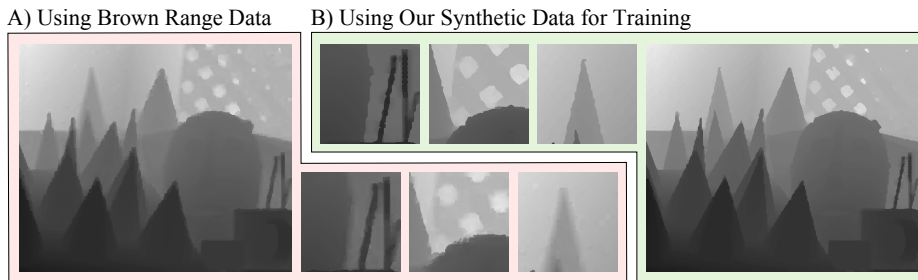 A) Using Brown Range Data
B) Using Our Synthetic Data for Training